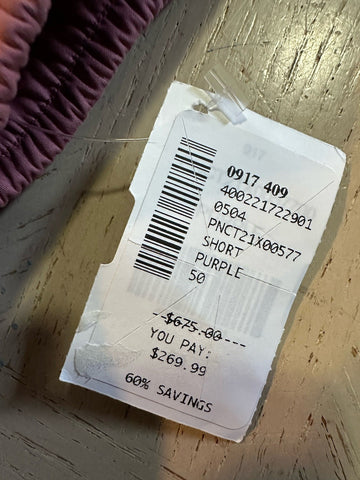 0917 409
400221722901
0504
PNCT21X00577
SHORT
PURPLE
50
$675.00
YOU PAY:
$269.99
60% SAVINGS